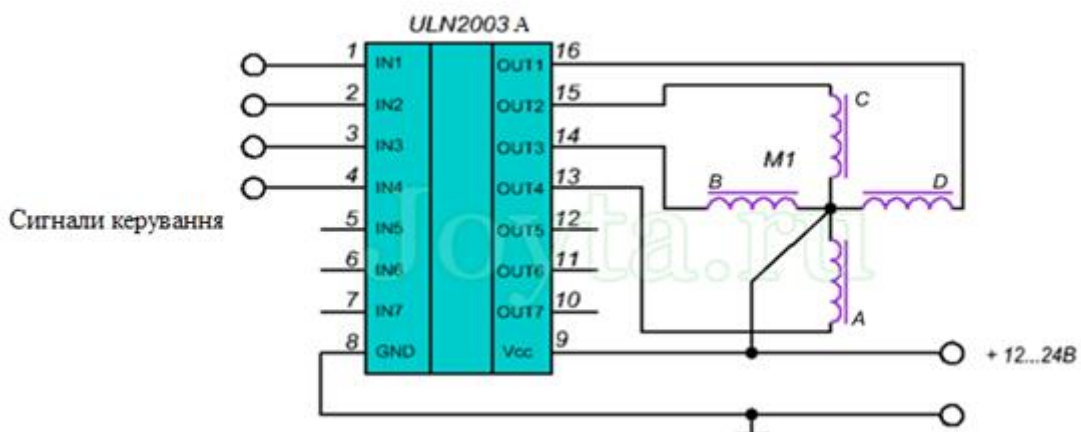 ULN2003 A
1 IN1 OUT1 16
2 IN2 OUT2 15
3 IN3 OUT3 14
4 IN4 OUT4 13
5 IN5 OUT5 12
6 IN6 OUT6 11
7 IN7 OUT7 10
8 GND Vcc 9
Сигнали керування
C
M1
B
D
A
+ 12...24В
Joyta.ru